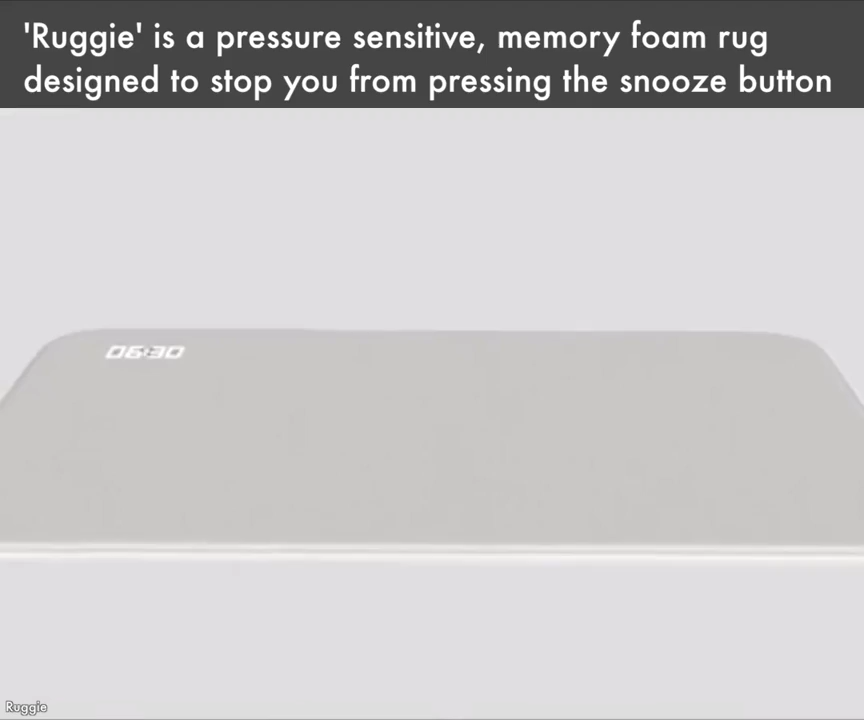 'Ruggie' is a pressure sensitive, memory foam rug
designed to stop you from pressing the snooze button
06:30
Ruggie